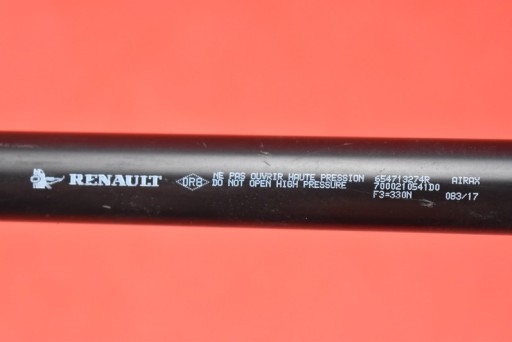 RENAULT
DRB NE PAS OUVRIR HAUTE PRESSION 654713274R AIRAX
DO NOT OPEN HIGH PRESSURE 7000210541D0
F3=330N 083/17